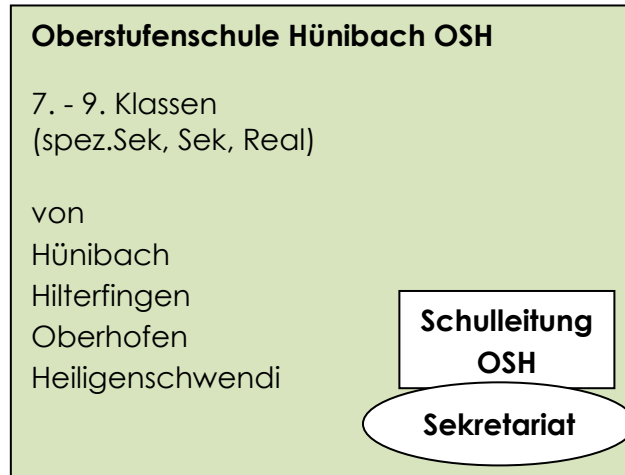 Oberstufenschule Hünibach OSH
7. - 9. Klassen
(spez.Sek, Sek, Real)
von
Hünibach
Hilterfingen
Oberhofen
Heiligenschwendi
Schulleitung
OSH
Sekretariat